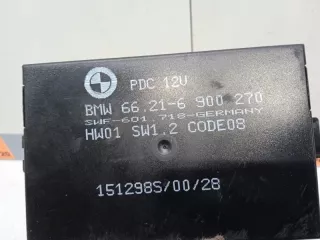 BMW
PDC 12V
BMW 66.21-6 900 270
SWF-601.718-GERMANY
HW01 SW1.2 CODE08
151298S/00/28